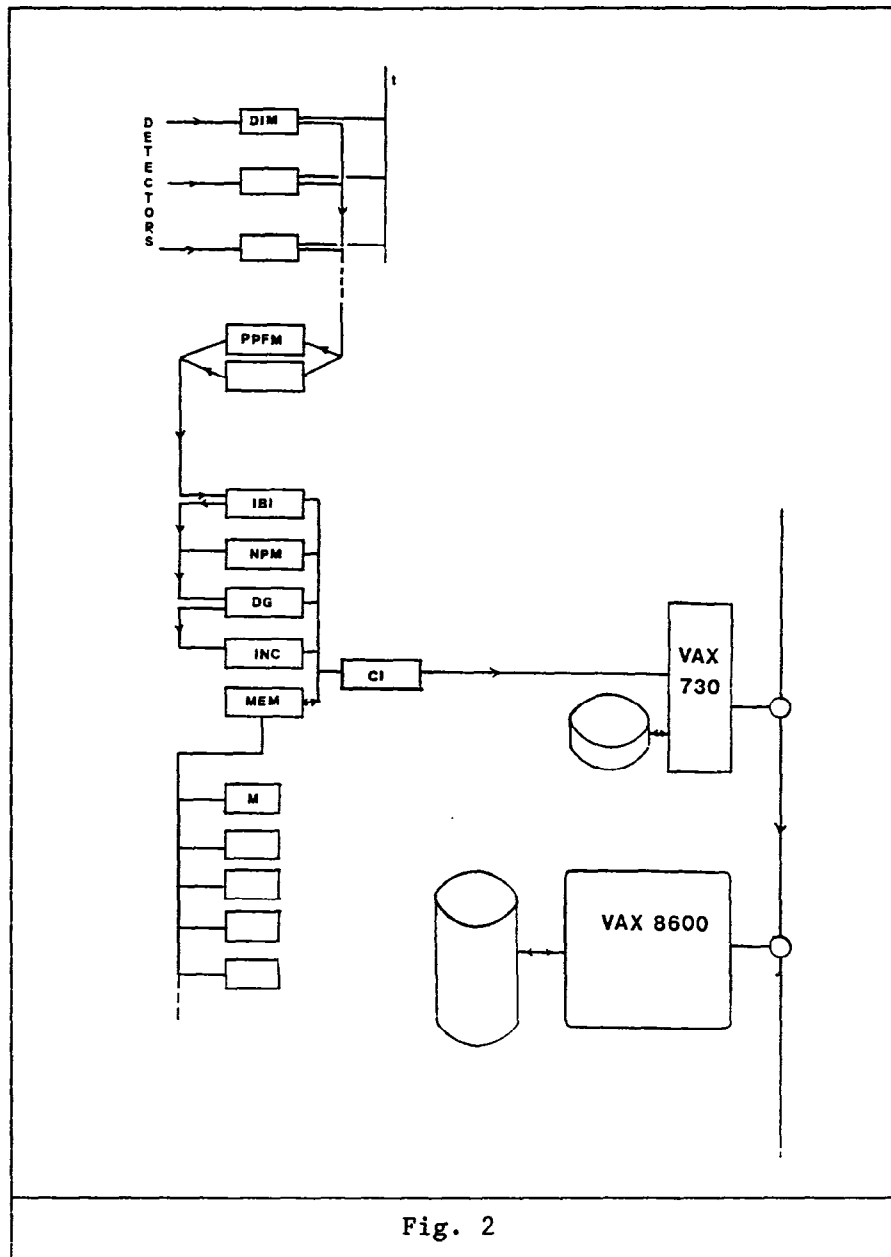 t
DETECTORS
DIM
PPFM
IBI
NPM
DG
INC
MEM
CI
VAX
730
M
VAX 8600
Fig. 2